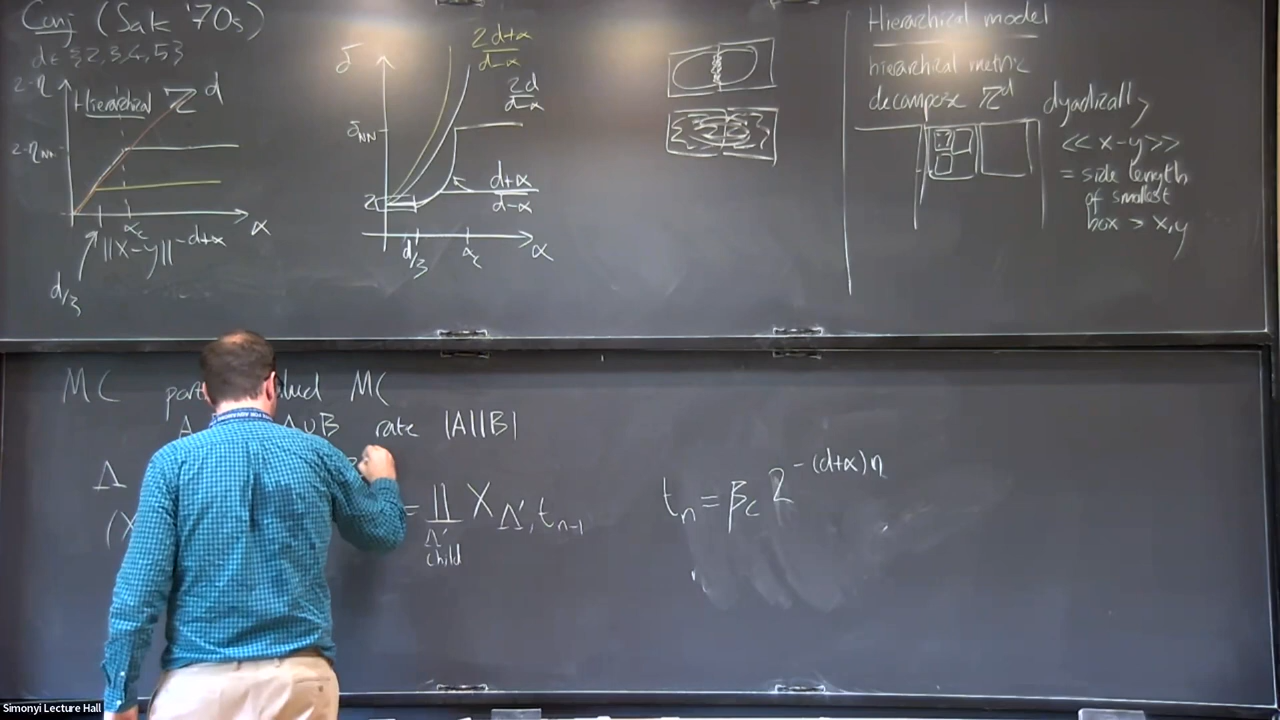 Conj (Sak '70s)
d∈{2,3,4,5}
2-η
Hierarchical ℤ^d
2-η_NN
α_c
α
||X-y||^{-d+α}
d/3
δ
2d+α
d-α
2d
d-α
δ_NN
d+α
d-α
2
d/3
α_c
α
Hierarchical model
hierarchical metric
decompose ℤ^d dyadically
<<x-y>>
= side length
of smallest
box ∋ x,y
MC
MC
A∪B rate |A||B|
Λ
(X
= ∐ X_{Λ', t_{n-1}}
Λ'
child
t_n = β_c 2^{-(d+α)n}
Simonyi Lecture Hall